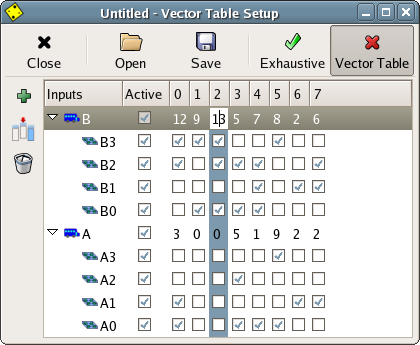 Untitled - Vector Table Setup
Close Open Save Exhaustive Vector Table
Inputs Active 0 1 2 3 4 5 6 7
B 12 9 13 5 7 8 2 6
B3
B2
B1
B0
A 3 0 0 5 1 9 2 2
A3
A2
A1
A0